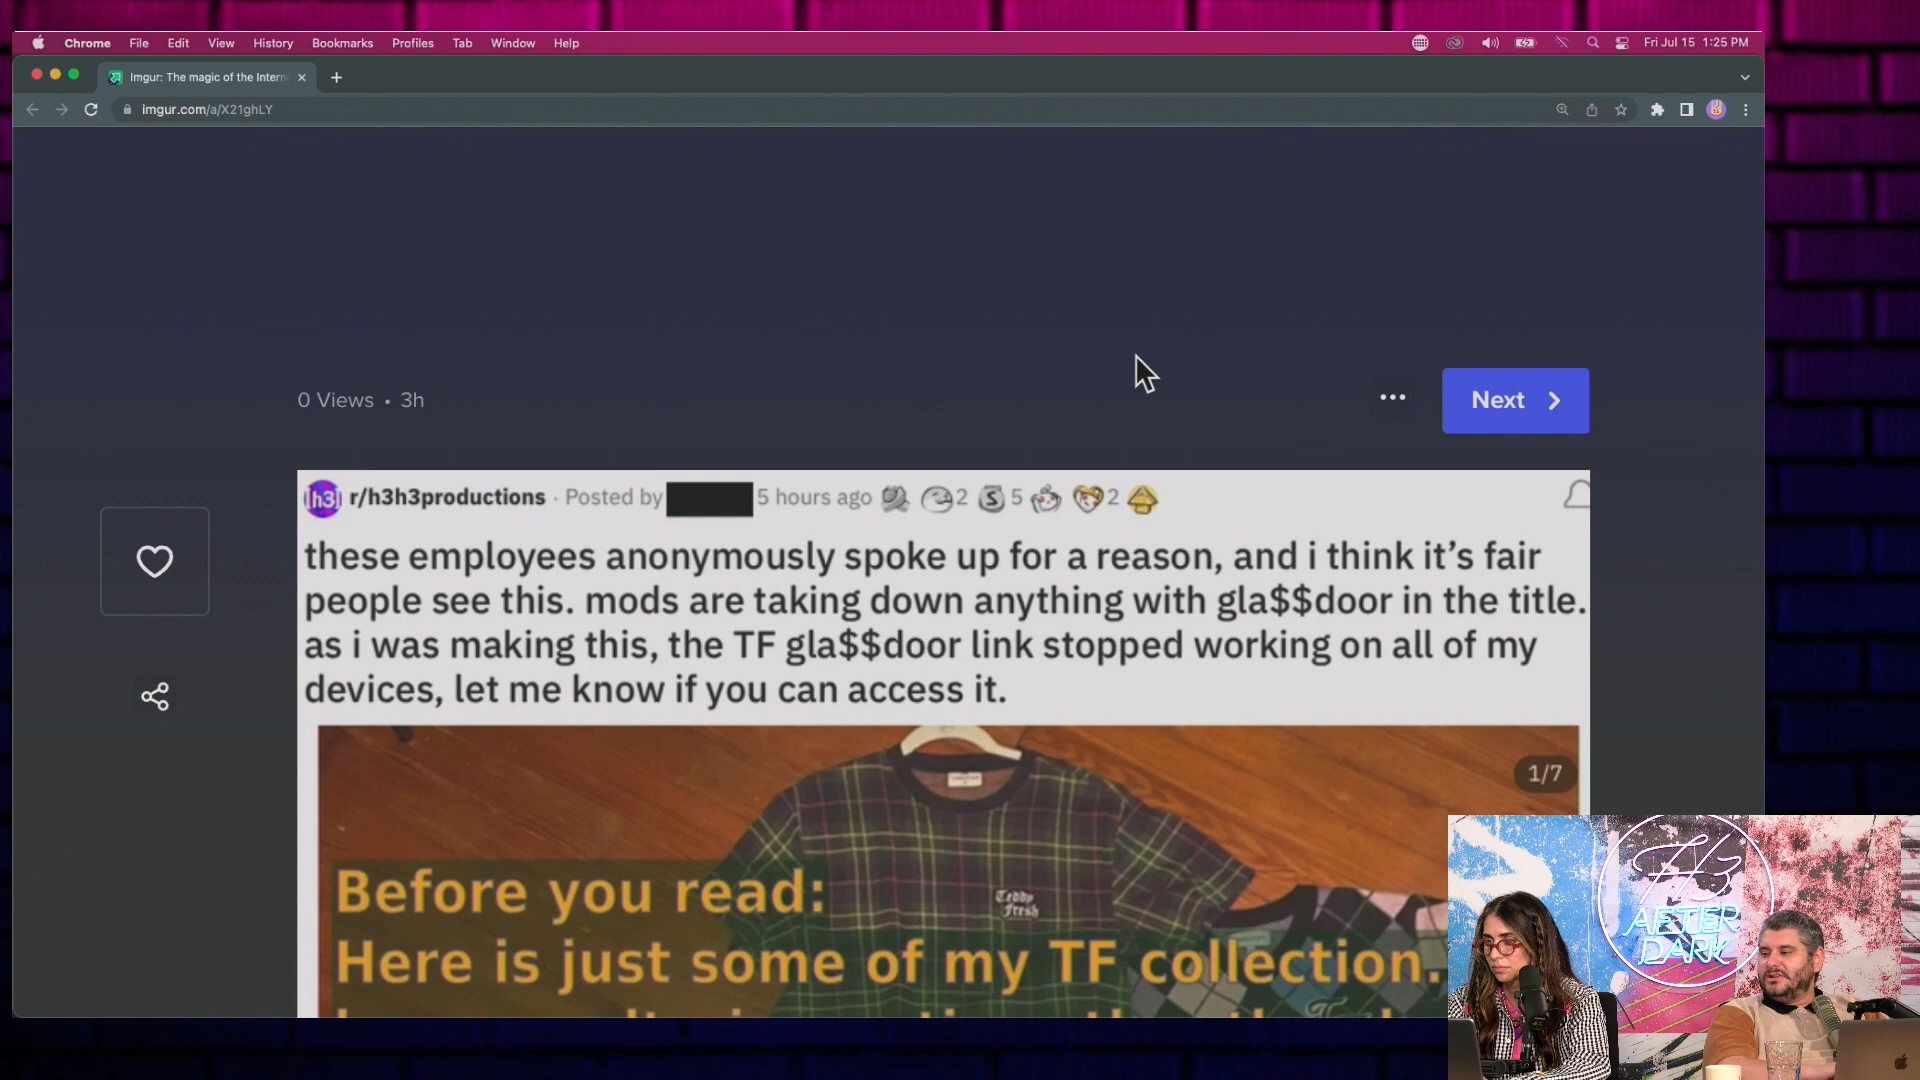 Chrome File Edit View History Bookmarks Profiles Tab Window Help Fri Jul 15 1:25 PM
Imgur: The magic of the Intern
imgur.com/a/X21ghLY
0 Views • 3h
Next
h3 r/h3h3productions · Posted by 5 hours ago 2 5 2
these employees anonymously spoke up for a reason, and i think it's fair
people see this. mods are taking down anything with gla$$door in the title.
as i was making this, the TF gla$$door link stopped working on all of my
devices, let me know if you can access it.
1/7
Teddy
Fresh
Before you read:
Here is just some of my TF collection.
H3
AFTER
DARK